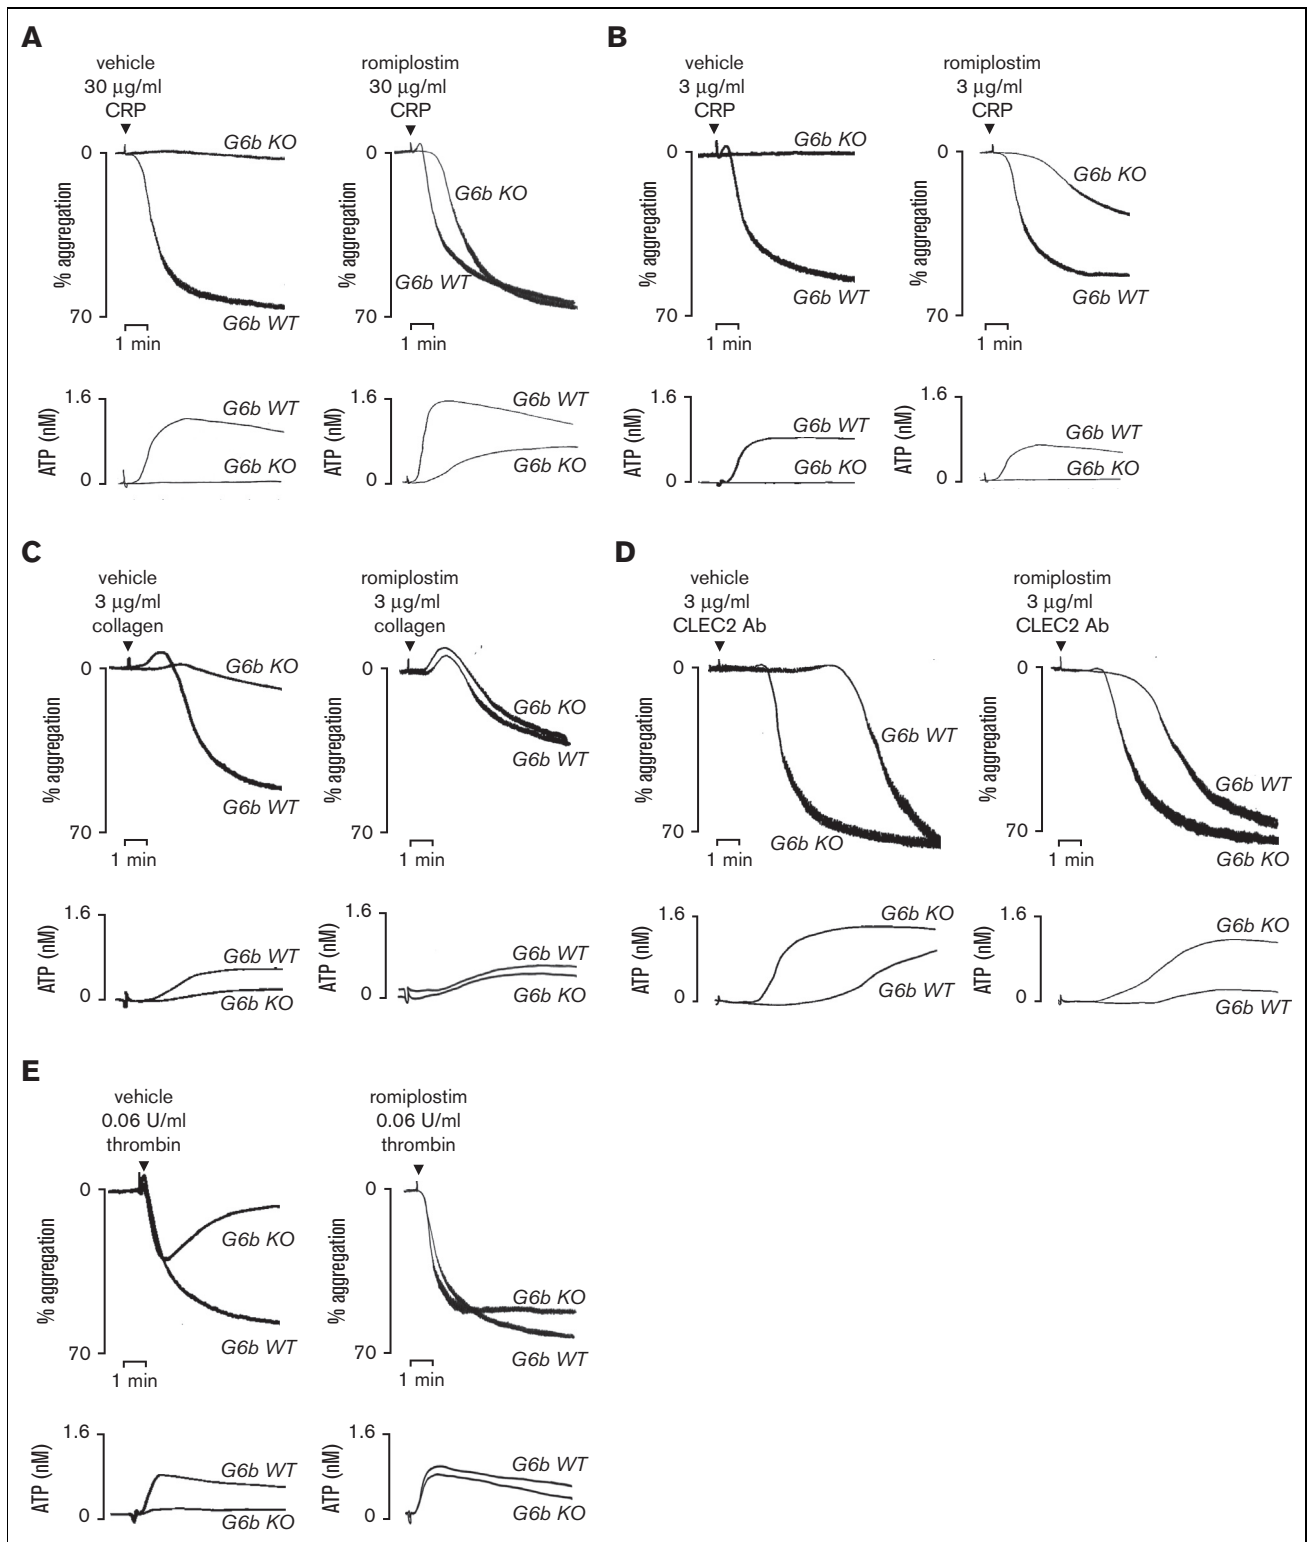 A
vehicle
30 µg/ml
CRP
G6b KO
0
% aggregation
70
G6b WT
1 min
1.6
ATP (nM)
0
G6b WT
G6b KO
romiplostim
30 µg/ml
CRP
0
% aggregation
70
G6b KO
G6b WT
1 min
1.6
ATP (nM)
0
G6b WT
G6b KO
B
vehicle
3 µg/ml
CRP
G6b KO
0
% aggregation
70
G6b WT
1 min
1.6
ATP (nM)
0
G6b WT
G6b KO
romiplostim
3 µg/ml
CRP
0
% aggregation
70
G6b KO
G6b WT
1 min
1.6
ATP (nM)
0
G6b WT
G6b KO
C
vehicle
3 µg/ml
collagen
0
% aggregation
70
G6b KO
G6b WT
1 min
1.6
ATP (nM)
0
G6b WT
G6b KO
romiplostim
3 µg/ml
collagen
0
% aggregation
70
G6b KO
G6b WT
1 min
1.6
ATP (nM)
0
G6b WT
G6b KO
D
vehicle
3 µg/ml
CLEC2 Ab
0
% aggregation
70
G6b WT
G6b KO
1 min
1.6
ATP (nM)
0
G6b KO
G6b WT
romiplostim
3 µg/ml
CLEC2 Ab
0
% aggregation
70
G6b WT
G6b KO
1 min
1.6
ATP (nM)
0
G6b KO
G6b WT
E
vehicle
0.06 U/ml
thrombin
0
% aggregation
70
G6b KO
G6b WT
1 min
1.6
ATP (nM)
0
G6b WT
G6b KO
romiplostim
0.06 U/ml
thrombin
0
% aggregation
70
G6b KO
G6b WT
1 min
1.6
ATP (nM)
0
G6b WT
G6b KO